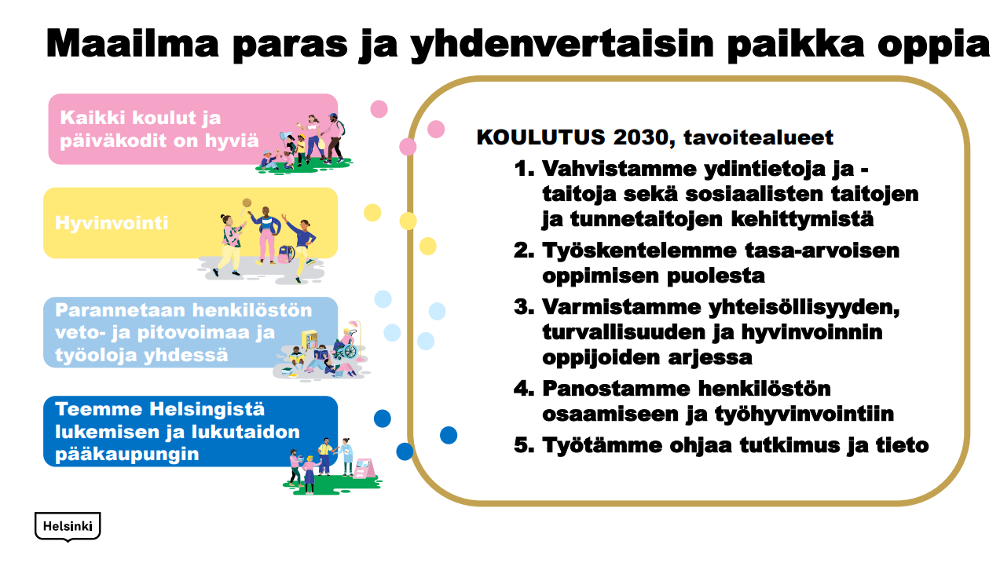 Maailma paras ja yhdenvertaisin paikka oppia
Kaikki koulut ja
päiväkodit on hyviä
Hyvinvointi
Parannetaan henkilöstön
veto- ja pitovoimaa ja
työoloja yhdessä
Teemme Helsingistä
lukemisen ja lukutaidon
pääkaupungin
KOULUTUS 2030, tavoitealueet
1. Vahvistamme ydintietoja ja -
taitoja sekä sosiaalisten taitojen
ja tunnetaitojen kehittymistä
2. Työskentelemme tasa-arvoisen
oppimisen puolesta
3. Varmistamme yhteisöllisyyden,
turvallisuuden ja hyvinvoinnin
oppijoiden arjessa
4. Panostamme henkilöstön
osaamiseen ja työhyvinvointiin
5. Työtämme ohjaa tutkimus ja tieto
Helsinki